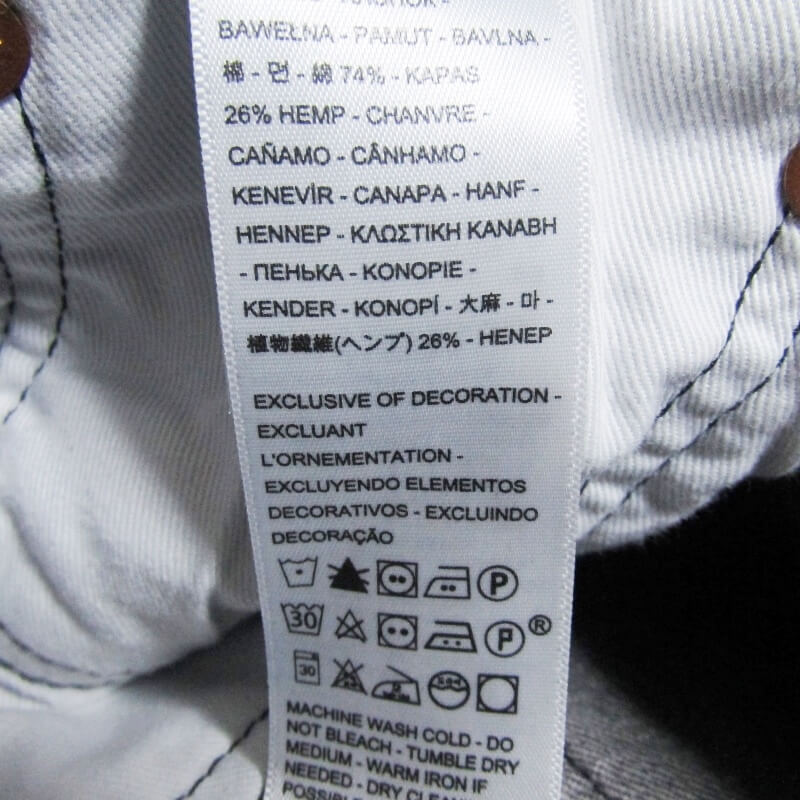 BAWEŁNA - PAMUT - BAVLNA -
棉 - 면 - 綿 74% - KAPAS
26% HEMP - CHANVRE -
CAÑAMO - CÂNHAMO -
KENEVİR - CANAPA - HANF -
HENNEP - ΚΛΩΣΤΙΚΗ ΚΑΝΑΒΗ
- ПЕНЬКА - KONOPIE -
KENDER - KONOPÍ - 大麻 - 마 -
植物繊維(ヘンプ) 26% - HENEP
EXCLUSIVE OF DECORATION -
EXCLUANT
L'ORNEMENTATION -
EXCLUYENDO ELEMENTOS
DECORATIVOS - EXCLUINDO
DECORAÇÃO
P
30 P ®
30
MACHINE WASH COLD - DO
NOT BLEACH - TUMBLE DRY
MEDIUM - WARM IRON IF
NEEDED - DRY CLEAN
POSSIBLE